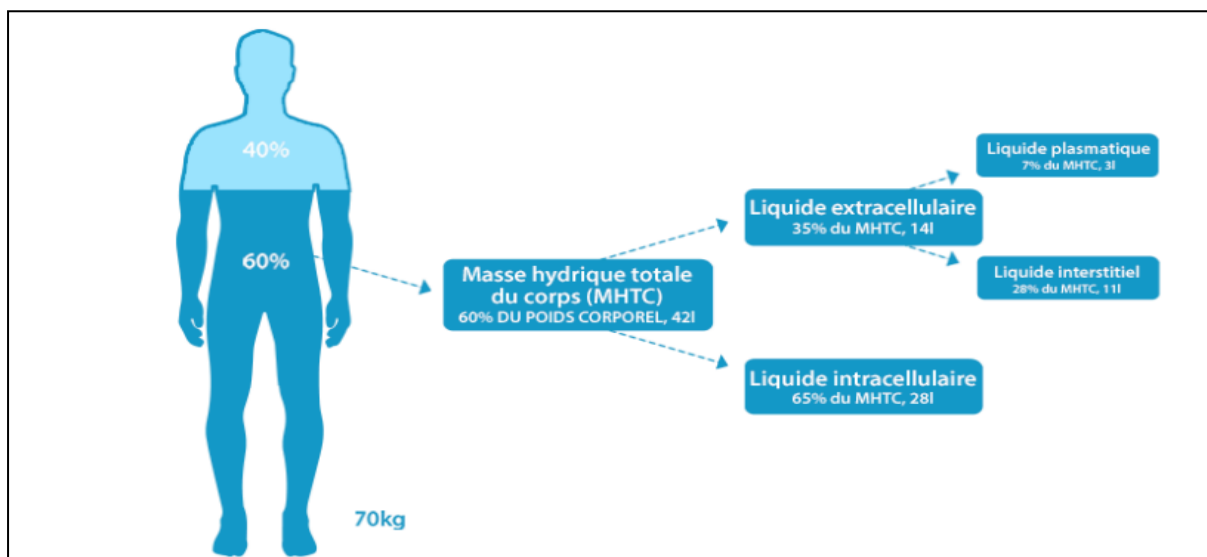 40%
60%
70kg
Masse hydrique totale
du corps (MHTC)
60% DU POIDS CORPOREL, 42l
Liquide extracellulaire
35% du MHTC, 14l
Liquide plasmatique
7% du MHTC, 3l
Liquide interstitiel
28% du MHTC, 11l
Liquide intracellulaire
65% du MHTC, 28l